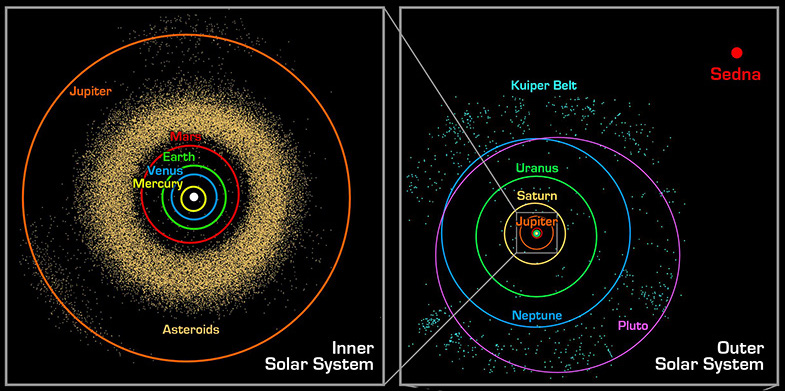 Jupiter
Mars
Earth
Venus
Mercury
Asteroids
Inner
Solar System
Sedna
Kuiper Belt
Uranus
Saturn
Jupiter
Neptune
Pluto
Outer
Solar System